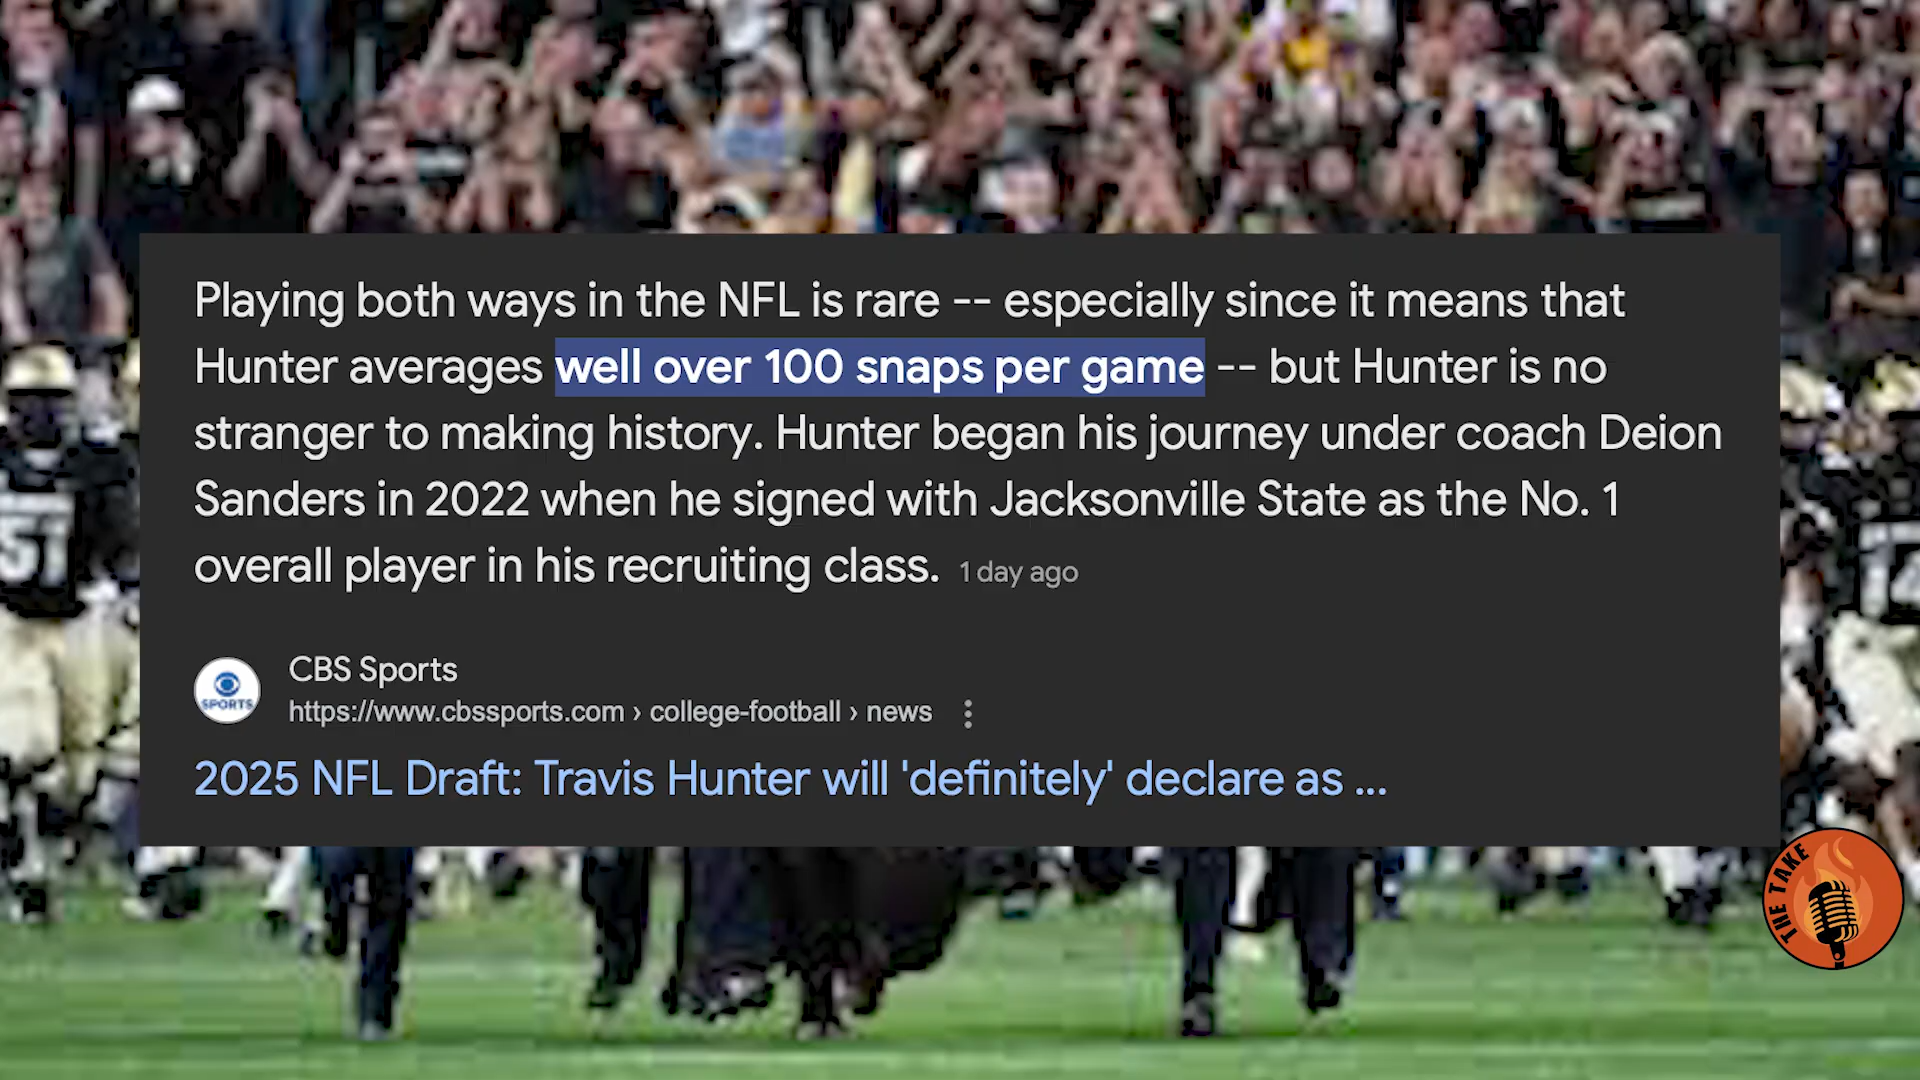 Playing both ways in the NFL is rare -- especially since it means that
Hunter averages well over 100 snaps per game -- but Hunter is no
stranger to making history. Hunter began his journey under coach Deion
Sanders in 2022 when he signed with Jacksonville State as the No. 1
overall player in his recruiting class. 1 day ago
SPORTS
CBS Sports
https://www.cbssports.com › college-football › news
2025 NFL Draft: Travis Hunter will 'definitely' declare as ...
THE TAKE
51
12